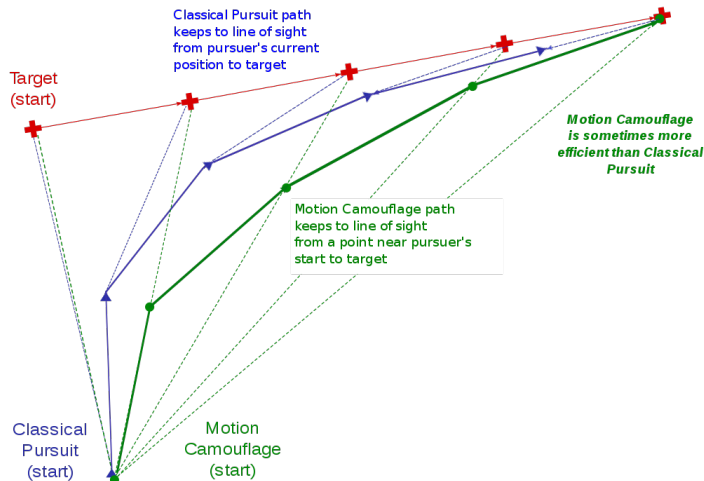 Classical Pursuit path
keeps to line of sight
from pursuer's current
position to target
Target
(start)
Motion Camouflage
is sometimes more
efficient than Classical
Pursuit
Motion Camouflage path
keeps to line of sight
from a point near pursuer's
start to target
Classical
Pursuit
(start)
Motion
Camouflage
(start)